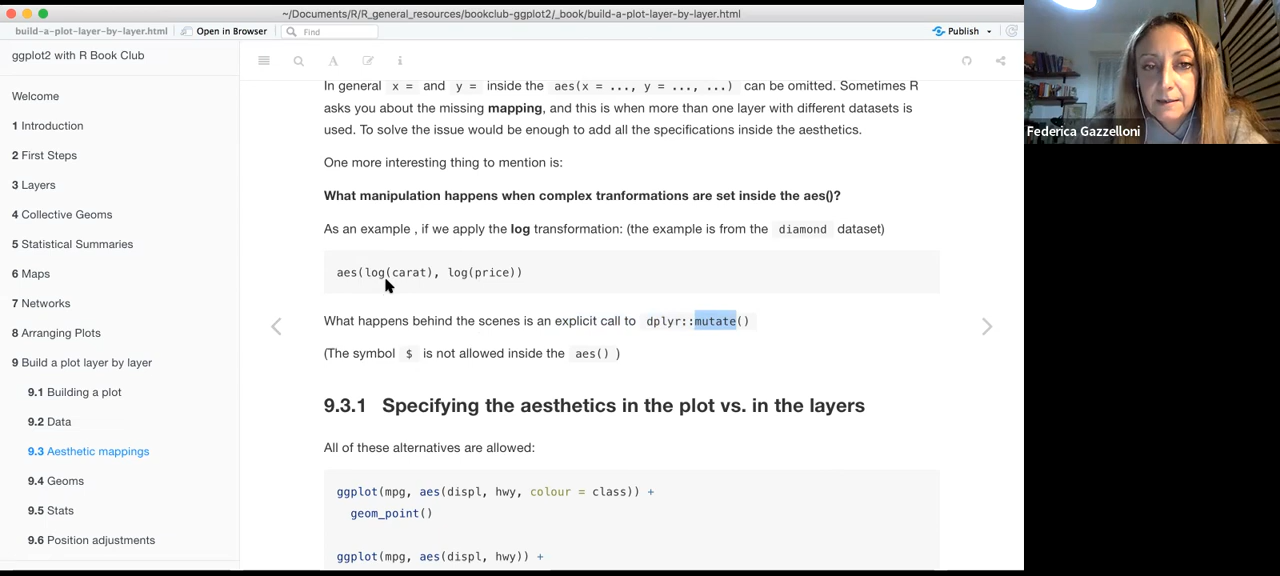 ~/Documents/R/R_general_resources/bookclub-ggplot2/_book/build-a-plot-layer-by-layer.html
build-a-plot-layer-by-layer.html Open in Browser Find Publish
ggplot2 with R Book Club
Welcome
1 Introduction
2 First Steps
3 Layers
4 Collective Geoms
5 Statistical Summaries
6 Maps
7 Networks
8 Arranging Plots
9 Build a plot layer by layer
9.1 Building a plot
9.2 Data
9.3 Aesthetic mappings
9.4 Geoms
9.5 Stats
9.6 Position adjustments
A
In general x = and y = inside the aes(x = ..., y = ..., ...) can be omitted. Sometimes R
asks you about the missing mapping, and this is when more than one layer with different datasets is
used. To solve the issue would be enough to add all the specifications inside the aesthetics.
One more interesting thing to mention is:
What manipulation happens when complex tranformations are set inside the aes()?
As an example , if we apply the log transformation: (the example is from the diamond dataset)
aes(log(carat), log(price))
What happens behind the scenes is an explicit call to dplyr::mutate()
(The symbol $ is not allowed inside the aes() )
9.3.1 Specifying the aesthetics in the plot vs. in the layers
All of these alternatives are allowed:
ggplot(mpg, aes(displ, hwy, colour = class)) +
geom_point()
ggplot(mpg, aes(displ, hwy)) +
Federica Gazzelloni